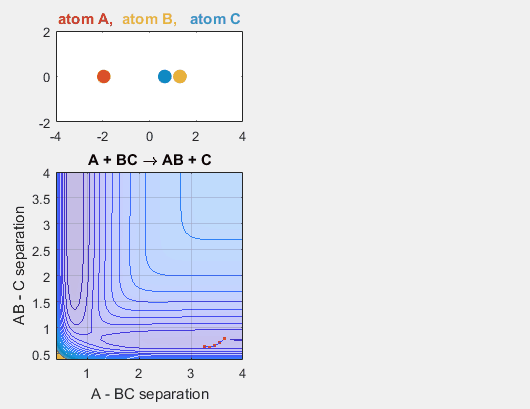 atom A, atom B, atom C
2
0
-2
-4 -2 0 2 4
A + BC → AB + C
4
3.5
3
2.5
2
1.5
1
0.5
AB - C separation
1 2 3 4
A - BC separation